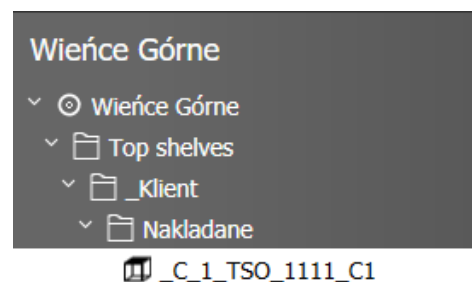 Wieńce Górne
Wieńce Górne
Top shelves
_Klient
Nakladane
_C_1_TSO_1111_C1